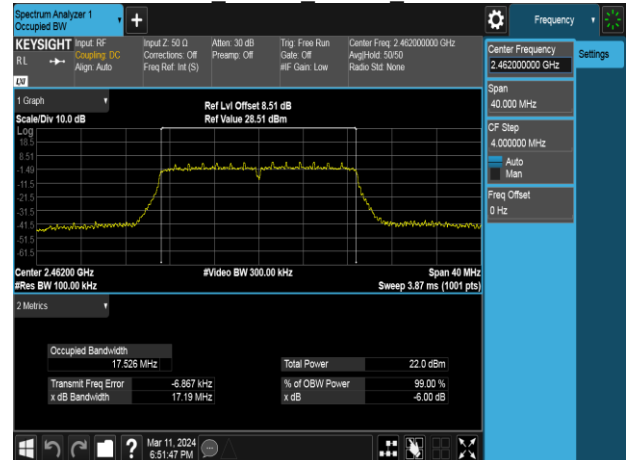 Spectrum Analyzer 1
Occupied BW
Frequency
KEYSIGHT
Input: RF
Coupling: DC
Align: Auto
Input Z: 50 Ω
Corrections: Off
Freq Ref: Int (S)
Atten: 30 dB
Preamp: Off
Trig: Free Run
Gate: Off
#IF Gain: Low
Center Freq: 2.462000000 GHz
Avg|Hold: 50/50
Radio Std: None
RL
LXI
Center Frequency
2.462000000 GHz
Settings
Span
40.000 MHz
CF Step
4.000000 MHz
Auto
Man
Freq Offset
0 Hz
1 Graph
Scale/Div 10.0 dB
Ref Lvl Offset 8.51 dB
Ref Value 28.51 dBm
Log
18.5
8.51
-1.49
-11.5
-21.5
-31.5
-41.5
-51.5
-61.5
Center 2.46200 GHz
#Video BW 300.00 kHz
Span 40 MHz
#Res BW 100.00 kHz
Sweep 3.87 ms (1001 pts)
2 Metrics
Occupied Bandwidth
17.526 MHz
Total Power 22.0 dBm
Transmit Freq Error -6.867 kHz
% of OBW Power 99.00 %
x dB Bandwidth 17.19 MHz
x dB -6.00 dB
?
Mar 11, 2024
6:51:47 PM